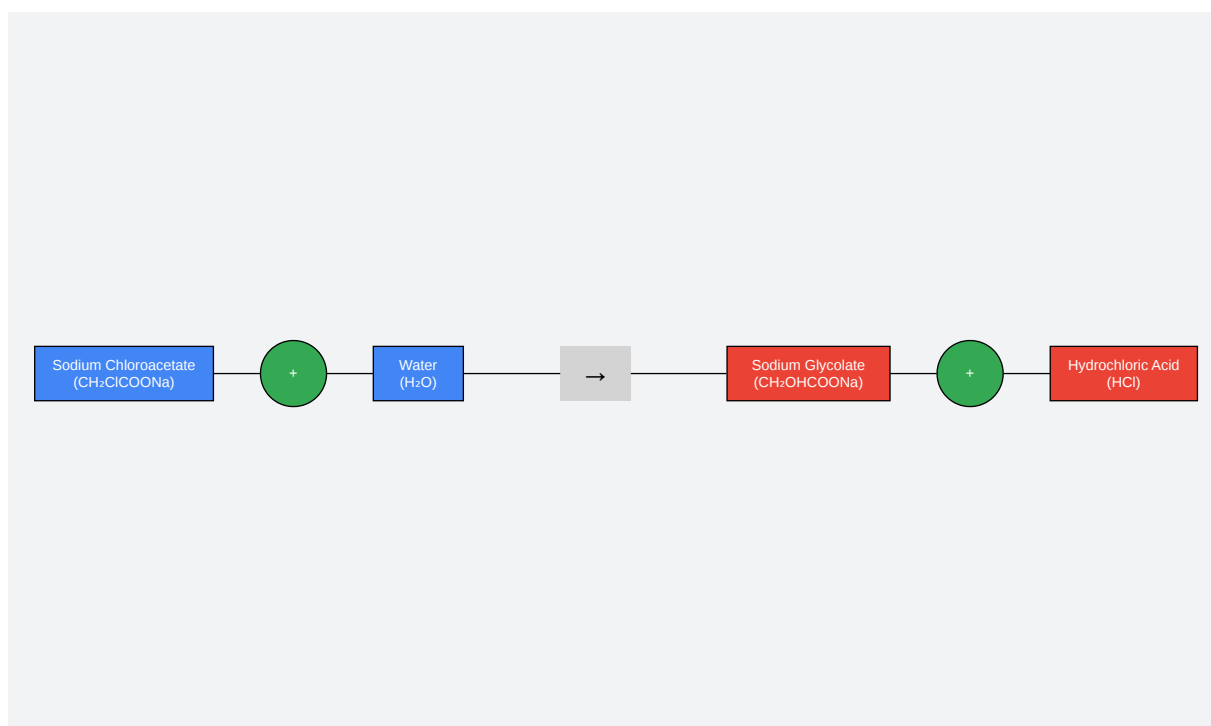 Sodium Chloroacetate
(CH₂ClCOONa)
+
Water
(H₂O)
→
Sodium Glycolate
(CH₂OHCOONa)
+
Hydrochloric Acid
(HCl)